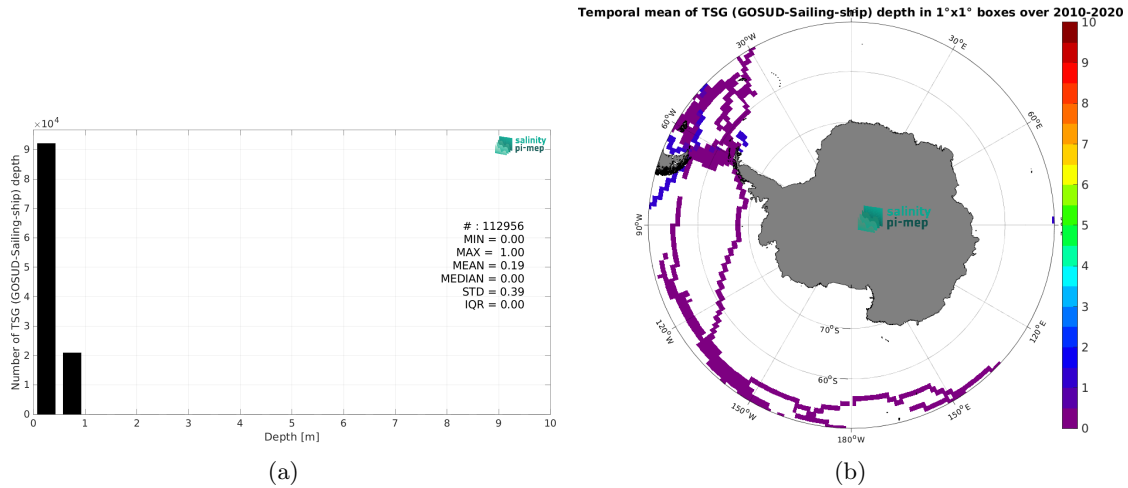 Temporal mean of TSG (GOSUD-Sailing-ship) depth in 1°x1° boxes over 2010-2020
×10^4
9
8
7
6
5
4
3
2
1
0
Number of TSG (GOSUD-Sailing-ship) depth
salinity
pi-mep
# : 112956
MIN = 0.00
MAX = 1.00
MEAN = 0.19
MEDIAN = 0.00
STD = 0.39
IQR = 0.00
0 1 2 3 4 5 6 7 8 9 10
Depth [m]
(a)
30°W
30°E
60°W
60°E
90°W
salinity
pi-mep
120°W
120°E
70°S
60°S
150°W
150°E
180°W
10
9
8
7
6
5
4
3
2
1
0
(b)